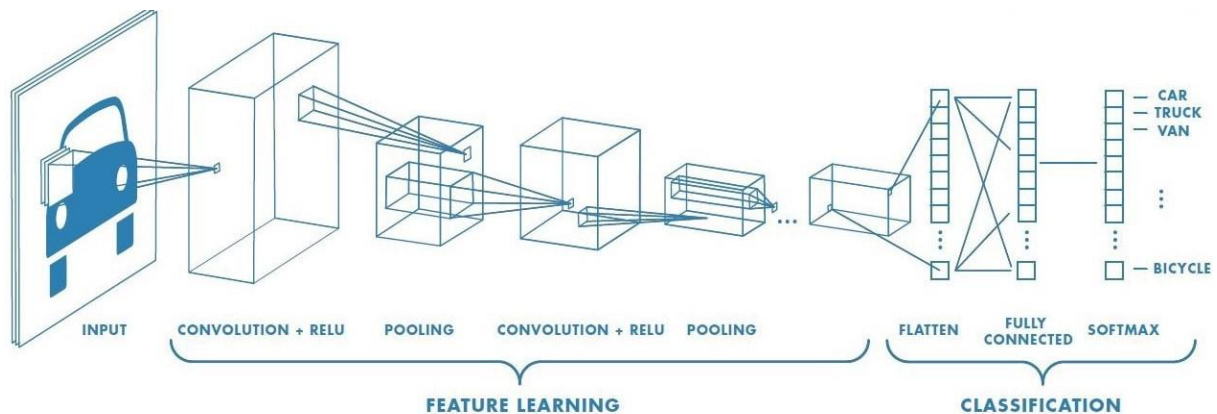 CAR
TRUCK
VAN
BICYCLE
INPUT
CONVOLUTION + RELU
POOLING
CONVOLUTION + RELU
POOLING
FLATTEN
FULLY
CONNECTED
SOFTMAX
FEATURE LEARNING
CLASSIFICATION